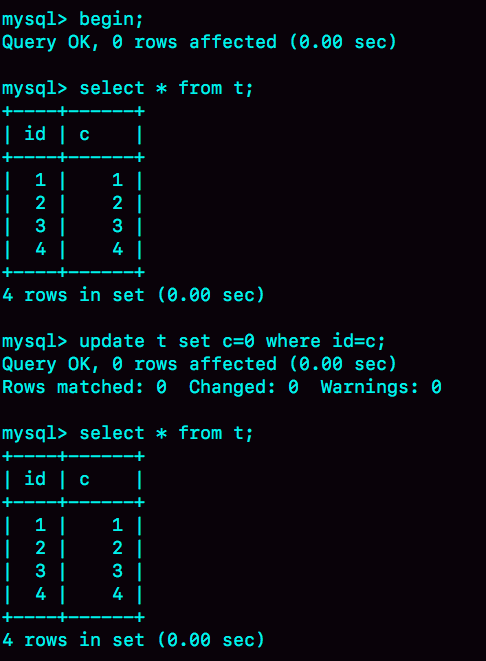 mysql> begin;
Query OK, 0 rows affected (0.00 sec)
mysql> select * from t;
+----+------+
| id | c    |
+----+------+
|  1 |    1 |
|  2 |    2 |
|  3 |    3 |
|  4 |    4 |
+----+------+
4 rows in set (0.00 sec)
mysql> update t set c=0 where id=c;
Query OK, 0 rows affected (0.00 sec)
Rows matched: 0  Changed: 0  Warnings: 0
mysql> select * from t;
+----+------+
| id | c    |
+----+------+
|  1 |    1 |
|  2 |    2 |
|  3 |    3 |
|  4 |    4 |
+----+------+
4 rows in set (0.00 sec)